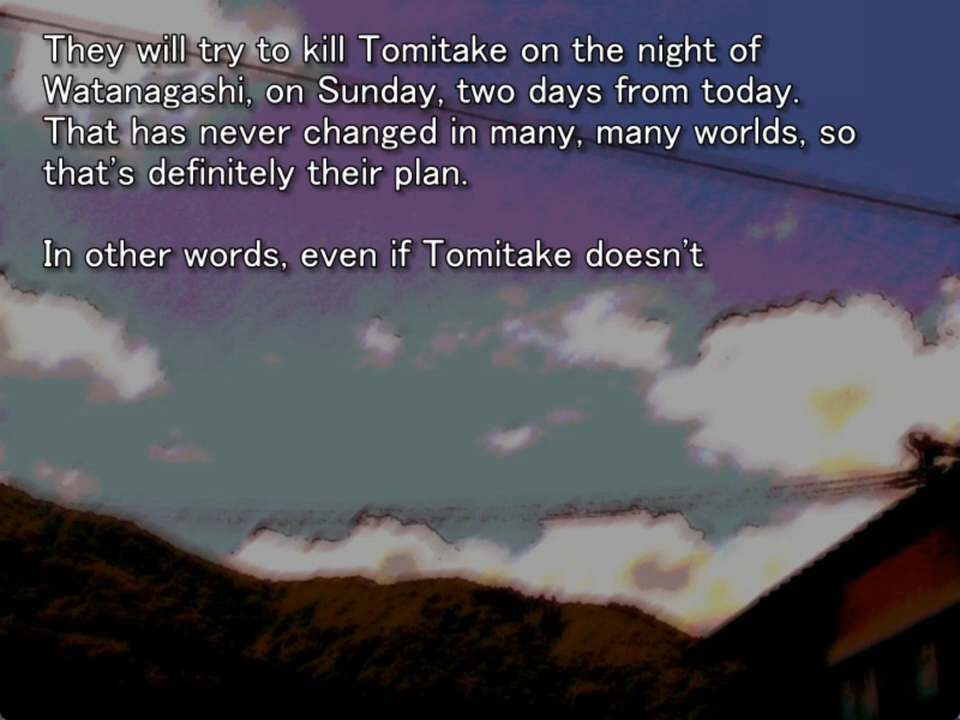 They will try to kill Tomitake on the night of
Watanagashi, on Sunday, two days from today.
That has never changed in many, many worlds, so
that's definitely their plan.
In other words, even if Tomitake doesn't